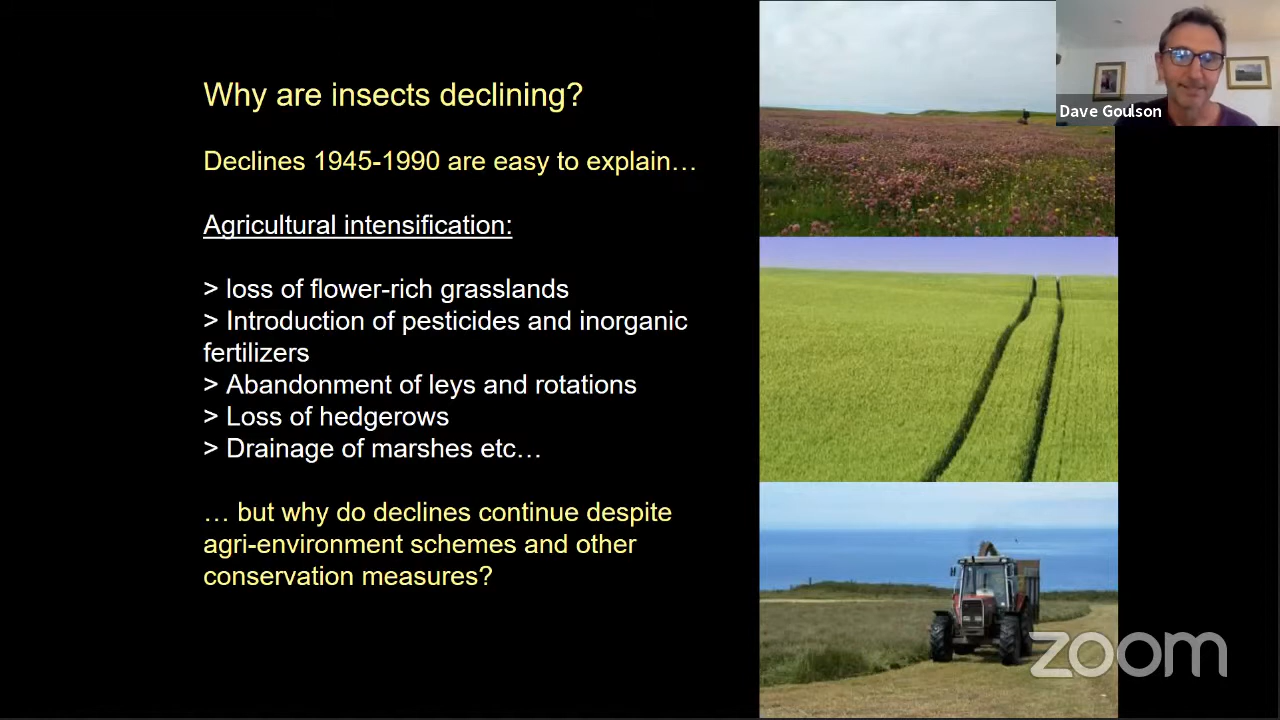 Why are insects declining?
Declines 1945-1990 are easy to explain…
Agricultural intensification:
> loss of flower-rich grasslands
> Introduction of pesticides and inorganic
fertilizers
> Abandonment of leys and rotations
> Loss of hedgerows
> Drainage of marshes etc…
… but why do declines continue despite
agri-environment schemes and other
conservation measures?
Dave Goulson
zoom